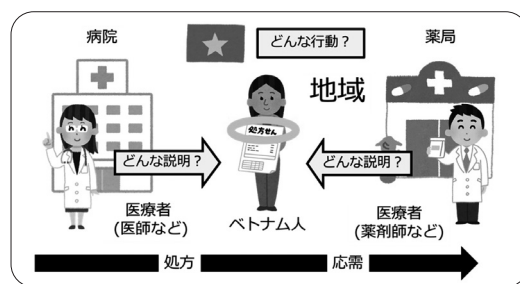 病院
どんな行動？
薬局
地域
処方せん
どんな説明？
どんな説明？
医療者
(医師など)
ベトナム人
医療者
(薬剤師など)
処方
応需